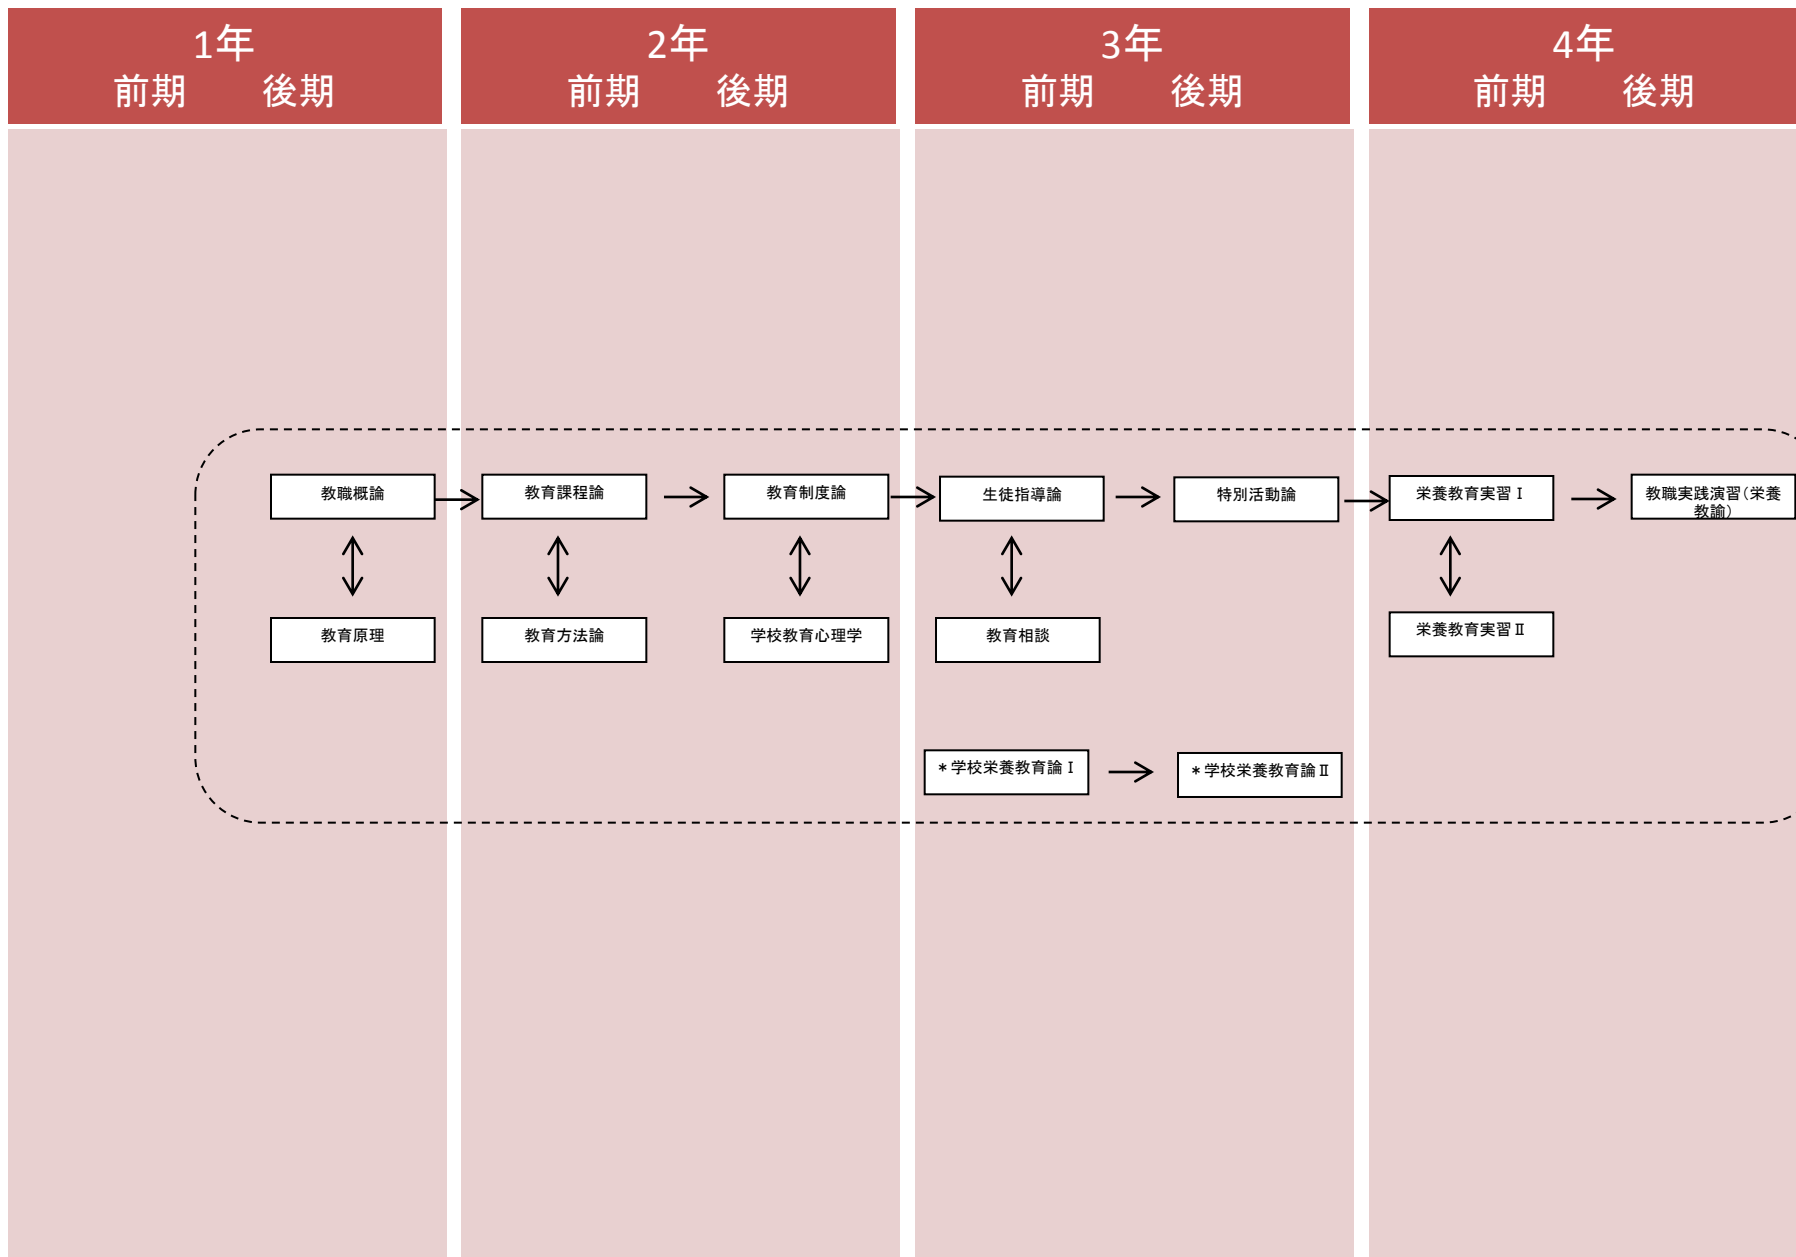 1年
前期 後期
2年
前期 後期
3年
前期 後期
4年
前期 後期
教職概論
教育課程論
教育制度論
生徒指導論
特別活動論
栄養教育実習Ⅰ
教職実践演習(栄養
教諭)
教育原理
教育方法論
学校教育心理学
教育相談
栄養教育実習Ⅱ
*学校栄養教育論Ⅰ
*学校栄養教育論Ⅱ